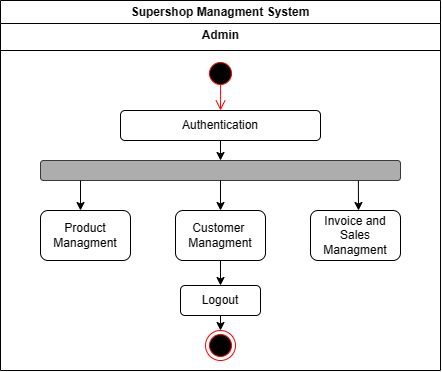 Supershop Managment System
Admin
Authentication
Product
Managment
Customer
Managment
Invoice and
Sales
Managment
Logout